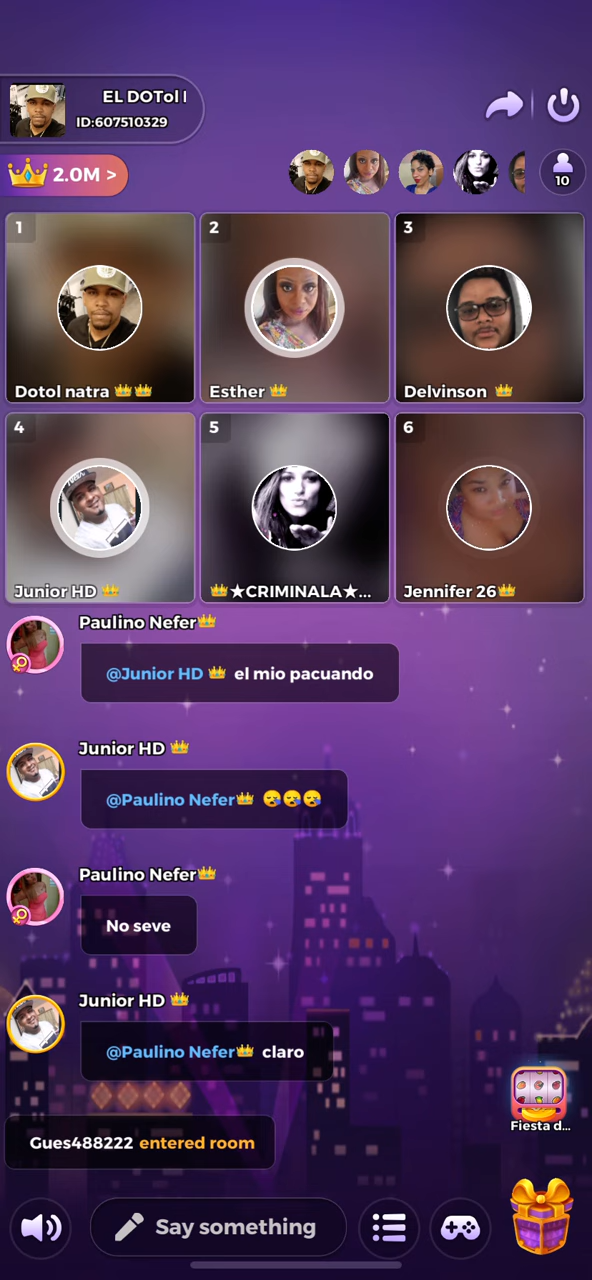 EL DOTol
ID:607510329
2.0M >
10
1
2
3
Dotol natra 👑👑
Esther 👑
Delvinson 👑
4
5
6
Junior HD 👑
👑★CRIMINALA★...
Jennifer 26👑
Paulino Nefer👑
@Junior HD 👑 el mio pacuando
Junior HD 👑
@Paulino Nefer👑 😪😪😪
Paulino Nefer👑
No seve
Junior HD 👑
@Paulino Nefer👑 claro
Gues488222 entered room
Fiesta d...
Say something